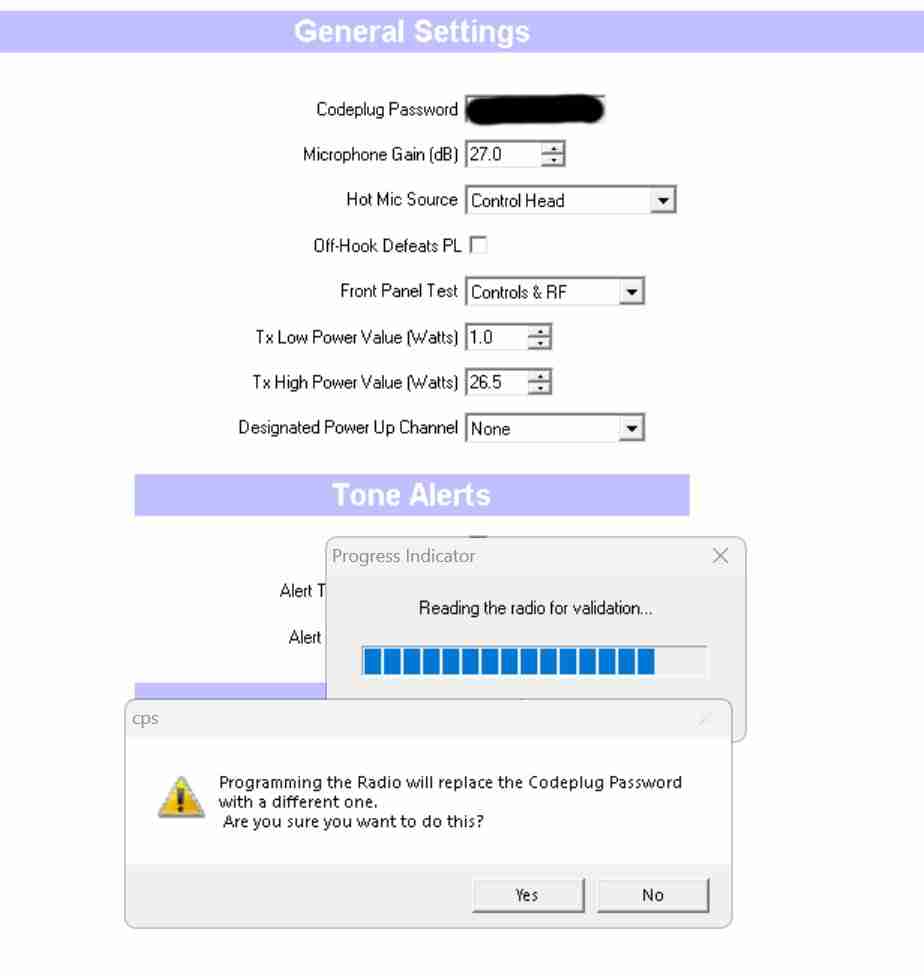 General Settings
Codeplug Password
Microphone Gain (dB) 27.0
Hot Mic Source Control Head
Off-Hook Defeats PL
Front Panel Test Controls & RF
Tx Low Power Value (Watts) 1.0
Tx High Power Value (Watts) 26.5
Designated Power Up Channel None
Tone Alerts
Progress Indicator
Alert T
Reading the radio for validation...
Alert
cps
Programming the Radio will replace the Codeplug Password
with a different one.
Are you sure you want to do this?
Yes No